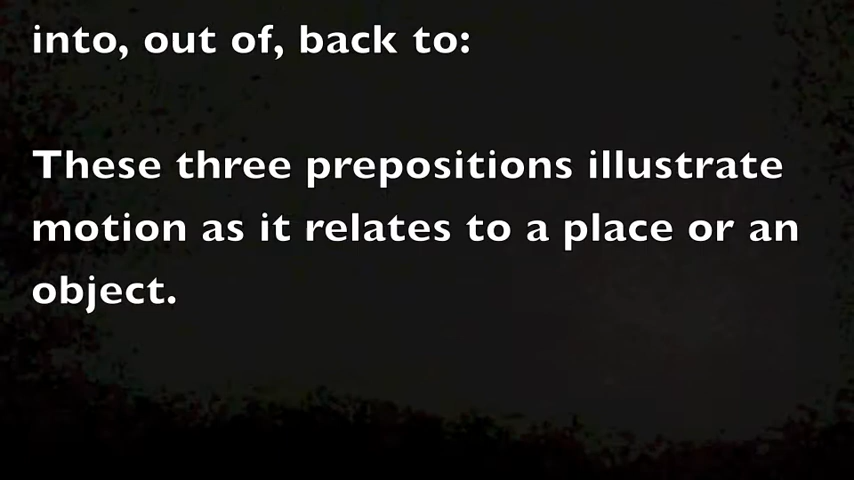 into, out of, back to:
These three prepositions illustrate
motion as it relates to a place or an
object.